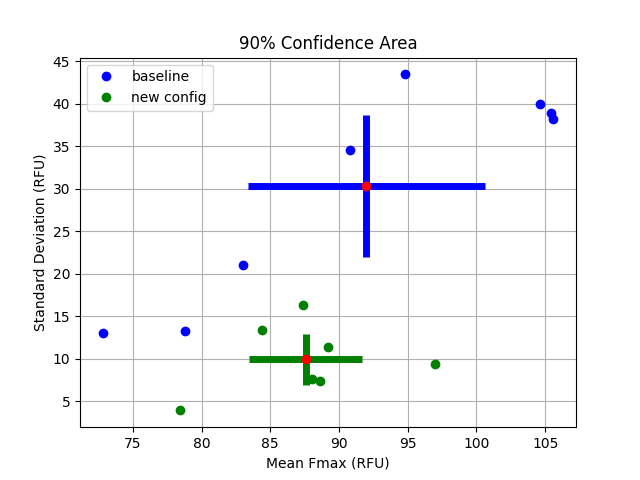 90% Confidence Area
baseline
new config
45
40
35
30
25
20
15
10
5
Standard Deviation (RFU)
75 80 85 90 95 100 105
Mean Fmax (RFU)